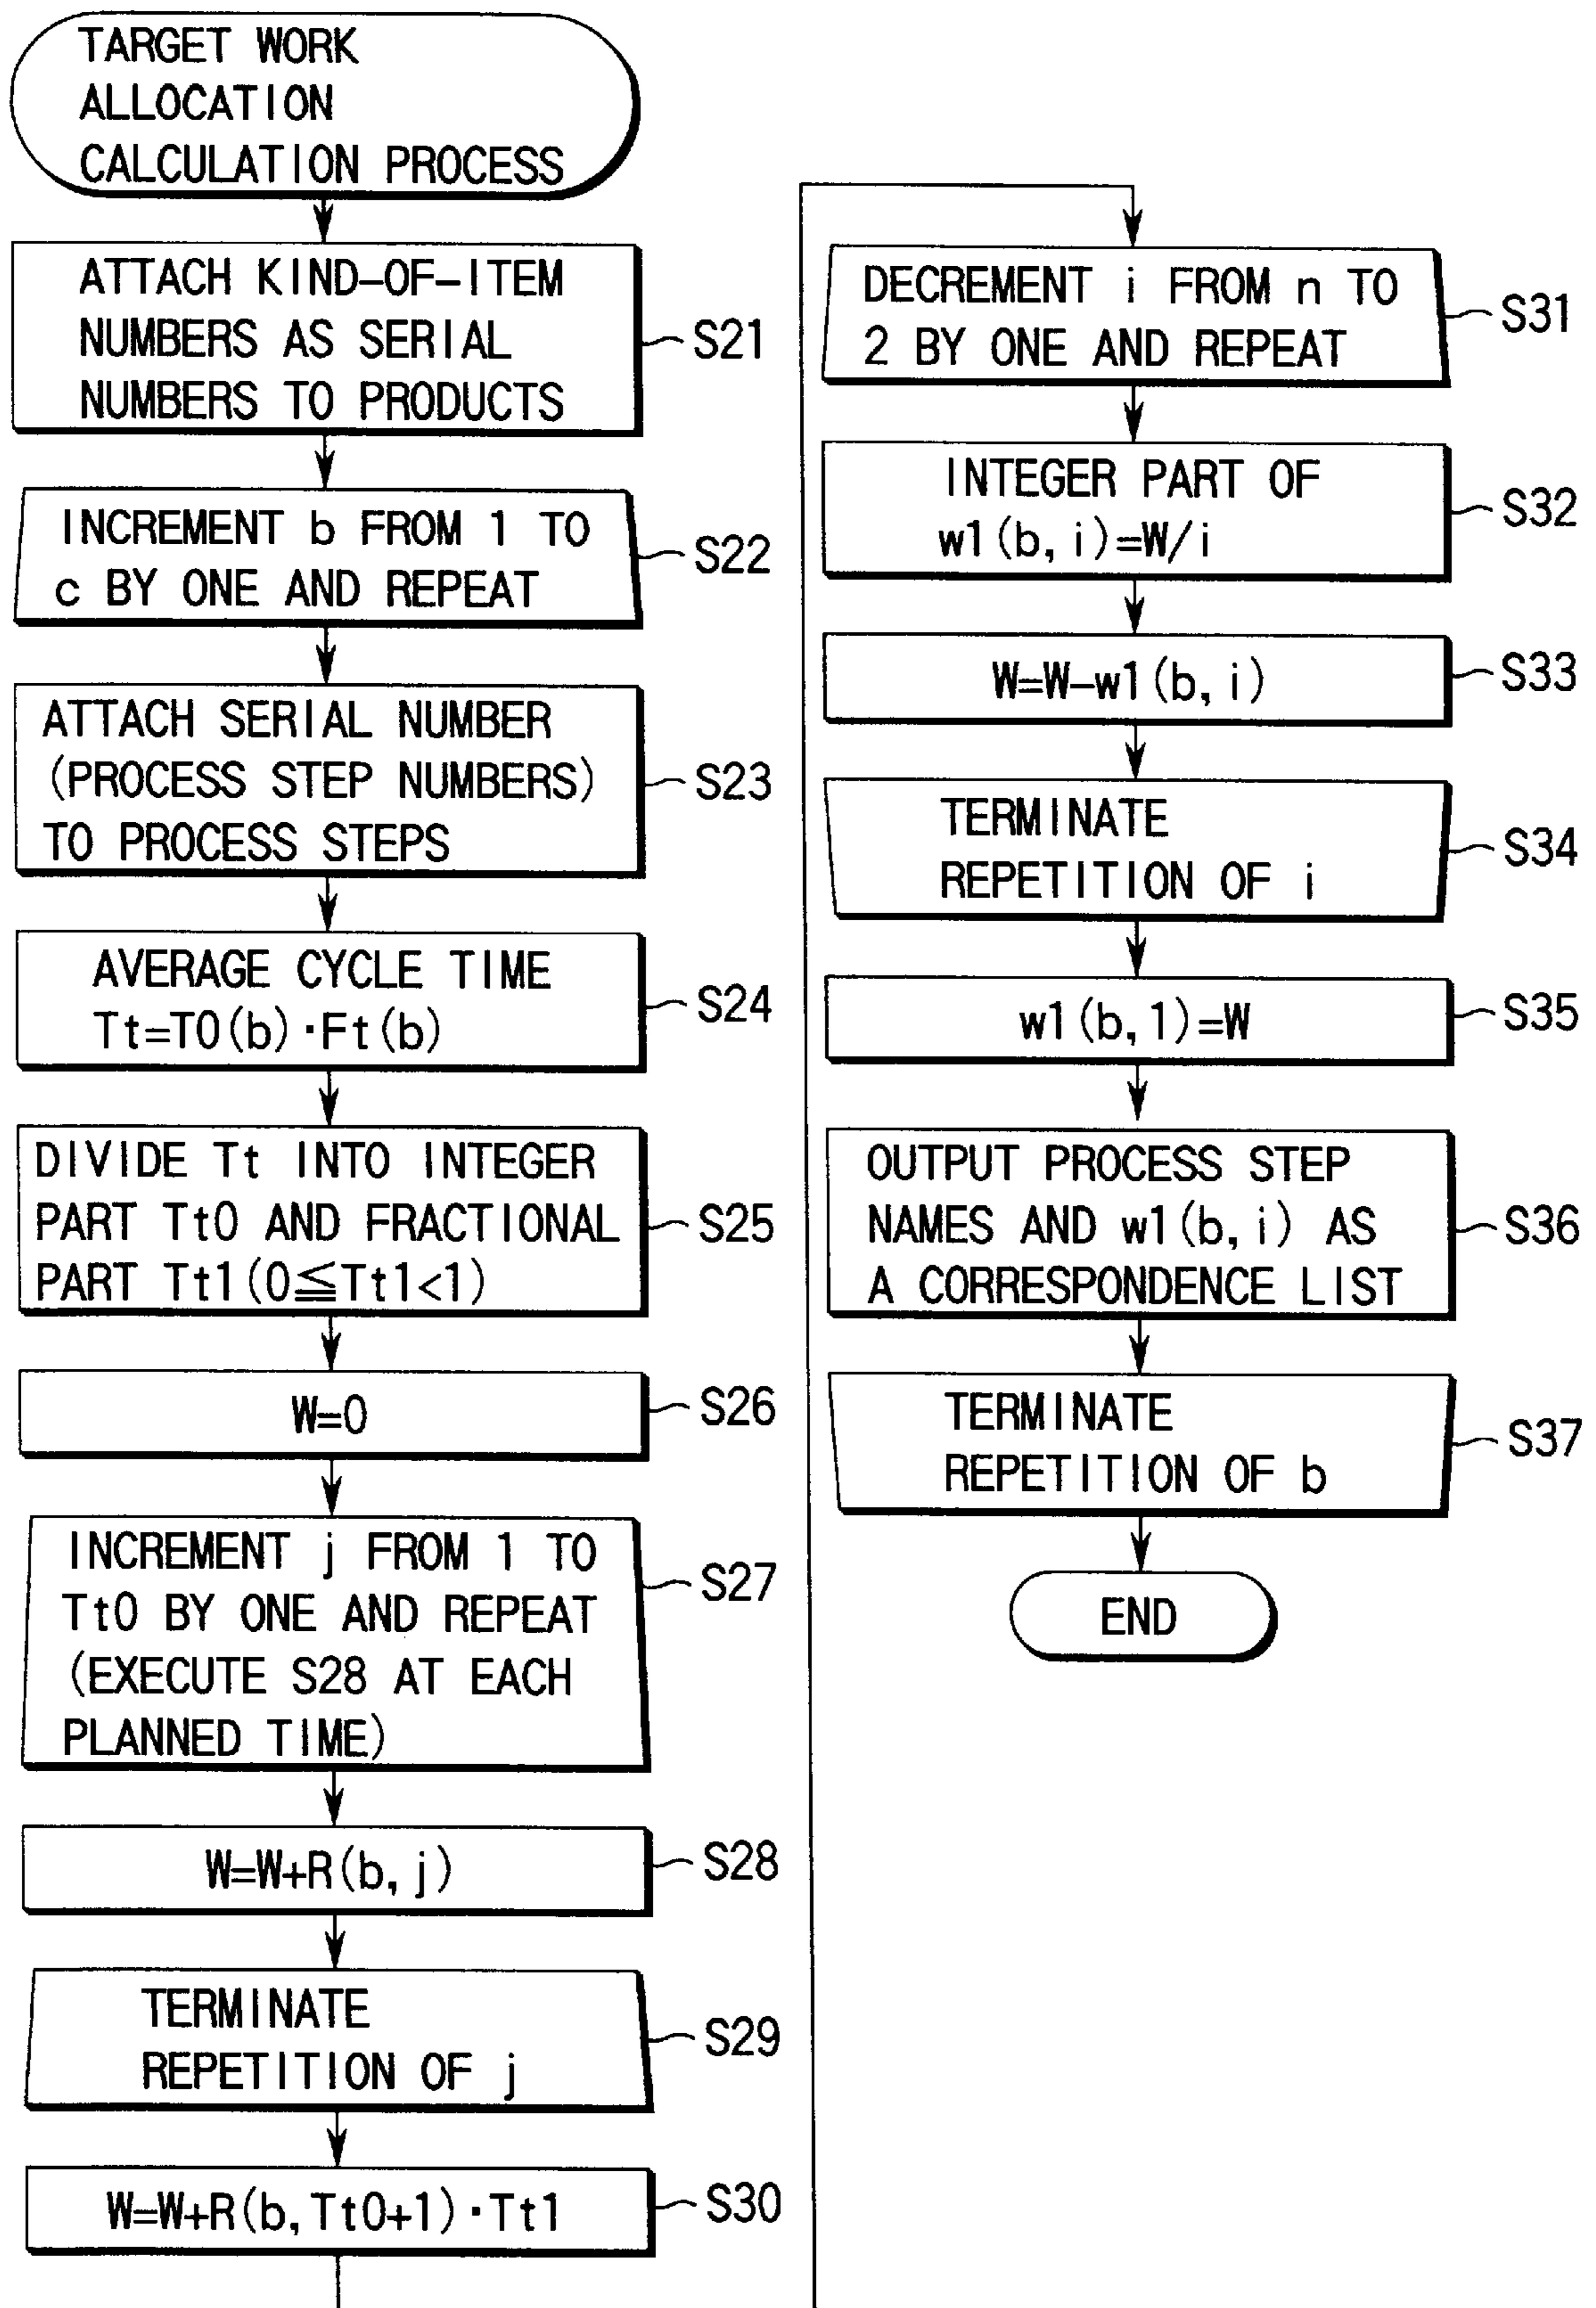 TARGET WORK
ALLOCATION
CALCULATION PROCESS
ATTACH KIND-OF-ITEM
NUMBERS AS SERIAL
NUMBERS TO PRODUCTS
S21
INCREMENT b FROM 1 TO
c BY ONE AND REPEAT
S22
ATTACH SERIAL NUMBER
(PROCESS STEP NUMBERS)
TO PROCESS STEPS
S23
AVERAGE CYCLE TIME
Tt=T0(b)·Ft(b)
S24
DIVIDE Tt INTO INTEGER
PART Tt0 AND FRACTIONAL
PART Tt1(0≦Tt1<1)
S25
W=0
S26
INCREMENT j FROM 1 TO
Tt0 BY ONE AND REPEAT
(EXECUTE S28 AT EACH
PLANNED TIME)
S27
W=W+R(b,j)
S28
TERMINATE
REPETITION OF j
S29
W=W+R(b,Tt0+1)·Tt1
S30
DECREMENT i FROM n TO
2 BY ONE AND REPEAT
S31
INTEGER PART OF
w1(b,i)=W/i
S32
W=W-w1(b,i)
S33
TERMINATE
REPETITION OF i
S34
w1(b,1)=W
S35
OUTPUT PROCESS STEP
NAMES AND w1(b,i) AS
A CORRESPONDENCE LIST
S36
TERMINATE
REPETITION OF b
S37
END